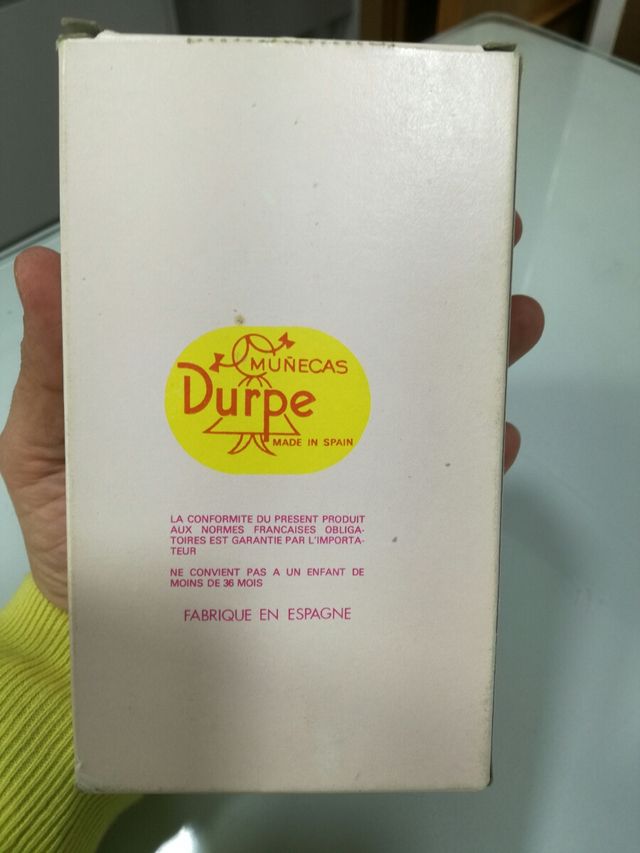 MUÑECAS
Durpe
MADE IN SPAIN
LA CONFORMITE DU PRESENT PRODUIT
AUX NORMES FRANCAISES OBLIGA-
TOIRES EST GARANTIE PAR L'IMPORTA-
TEUR
NE CONVIENT PAS A UN ENFANT DE
MOINS DE 36 MOIS
FABRIQUE EN ESPAGNE